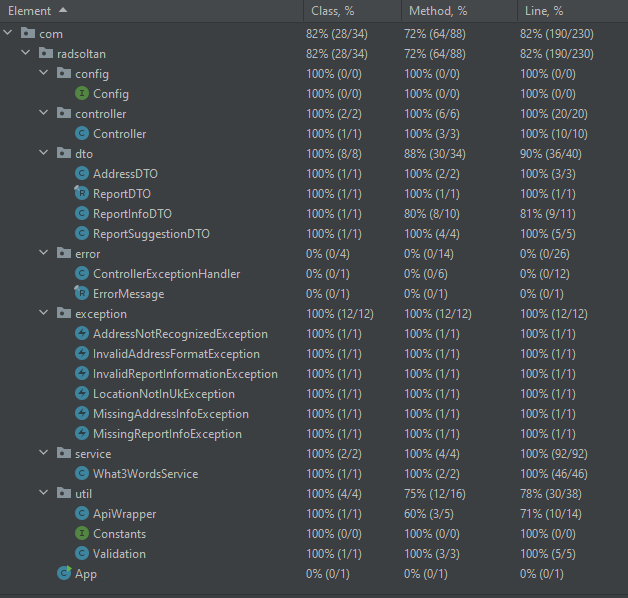 Element Class, % Method, % Line, %
com 82% (28/34) 72% (64/88) 82% (190/230)
radsoltan 82% (28/34) 72% (64/88) 82% (190/230)
config 100% (0/0) 100% (0/0) 100% (0/0)
I Config 100% (0/0) 100% (0/0) 100% (0/0)
controller 100% (2/2) 100% (6/6) 100% (20/20)
C Controller 100% (1/1) 100% (3/3) 100% (10/10)
dto 100% (8/8) 88% (30/34) 90% (36/40)
C AddressDTO 100% (1/1) 100% (2/2) 100% (3/3)
R ReportDTO 100% (1/1) 100% (1/1) 100% (1/1)
C ReportInfoDTO 100% (1/1) 80% (8/10) 81% (9/11)
C ReportSuggestionDTO 100% (1/1) 100% (4/4) 100% (5/5)
error 0% (0/4) 0% (0/14) 0% (0/26)
C ControllerExceptionHandler 0% (0/1) 0% (0/6) 0% (0/12)
R ErrorMessage 0% (0/1) 0% (0/1) 0% (0/1)
exception 100% (12/12) 100% (12/12) 100% (12/12)
AddressNotRecognizedException 100% (1/1) 100% (1/1) 100% (1/1)
InvalidAddressFormatException 100% (1/1) 100% (1/1) 100% (1/1)
InvalidReportInformationException 100% (1/1) 100% (1/1) 100% (1/1)
LocationNotInUkException 100% (1/1) 100% (1/1) 100% (1/1)
MissingAddressInfoException 100% (1/1) 100% (1/1) 100% (1/1)
MissingReportInfoException 100% (1/1) 100% (1/1) 100% (1/1)
service 100% (2/2) 100% (4/4) 100% (92/92)
C What3WordsService 100% (1/1) 100% (2/2) 100% (46/46)
util 100% (4/4) 75% (12/16) 78% (30/38)
C ApiWrapper 100% (1/1) 60% (3/5) 71% (10/14)
I Constants 100% (0/0) 100% (0/0) 100% (0/0)
C Validation 100% (1/1) 100% (3/3) 100% (5/5)
C App 0% (0/1) 0% (0/1) 0% (0/1)